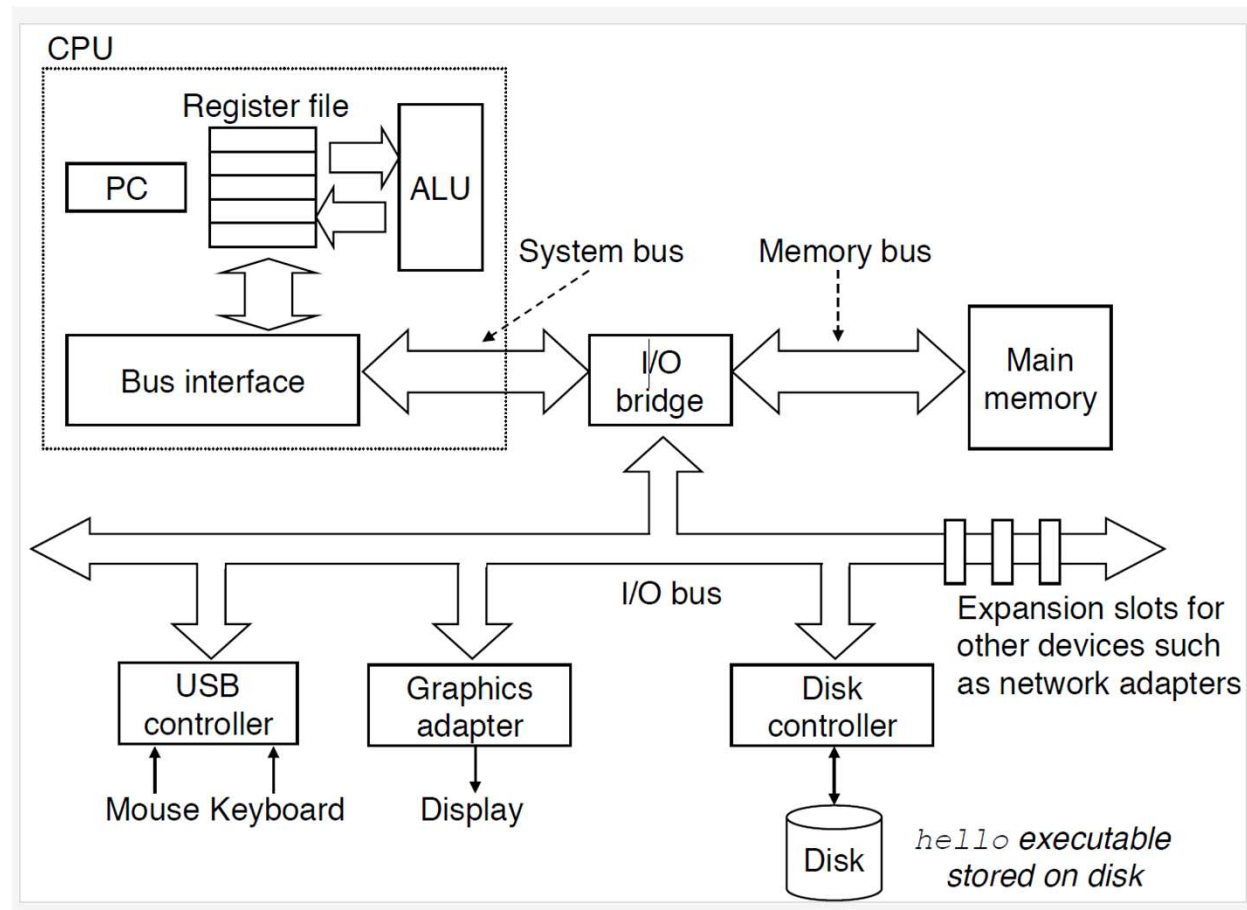 CPU
Register file
PC
ALU
System bus
Memory bus
Bus interface
I/O
bridge
Main
memory
I/O bus
Expansion slots for
other devices such
as network adapters
USB
controller
Graphics
adapter
Disk
controller
Mouse Keyboard
Display
Disk
hello executable
stored on disk